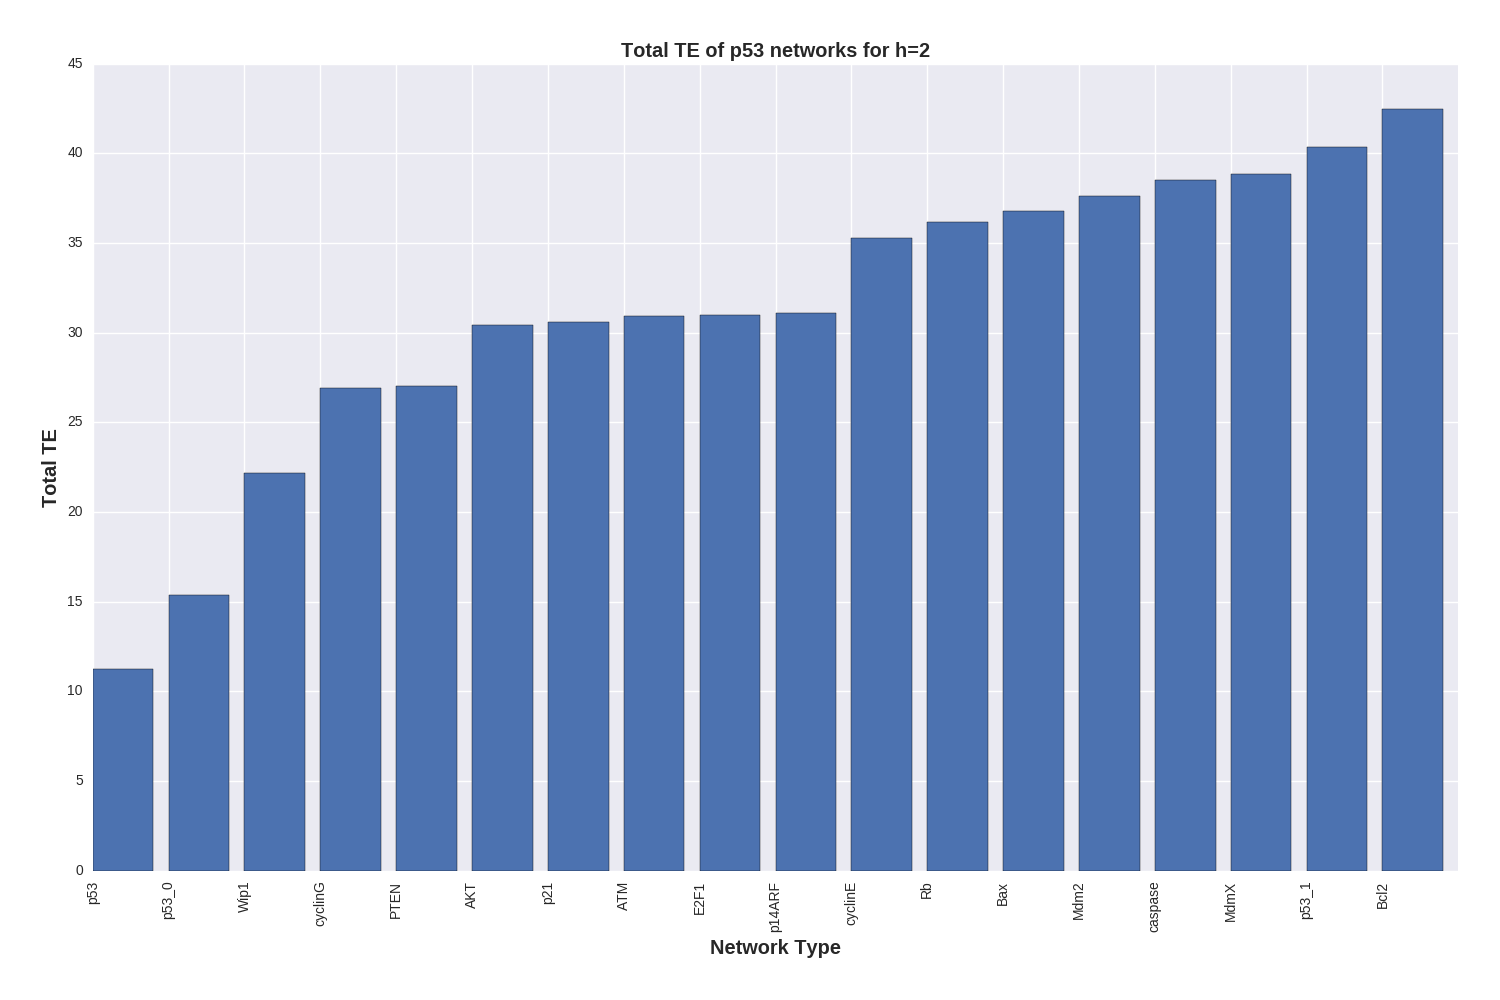 Total TE of p53 networks for h=2
45
40
35
30
25
20
15
10
5
0
Total TE
p53
p53_0
Wip1
cyclinG
PTEN
AKT
p21
ATM
E2F1
p14ARF
cyclinE
Rb
Bax
Mdm2
caspase
MdmX
p53_1
Bcl2
Network Type